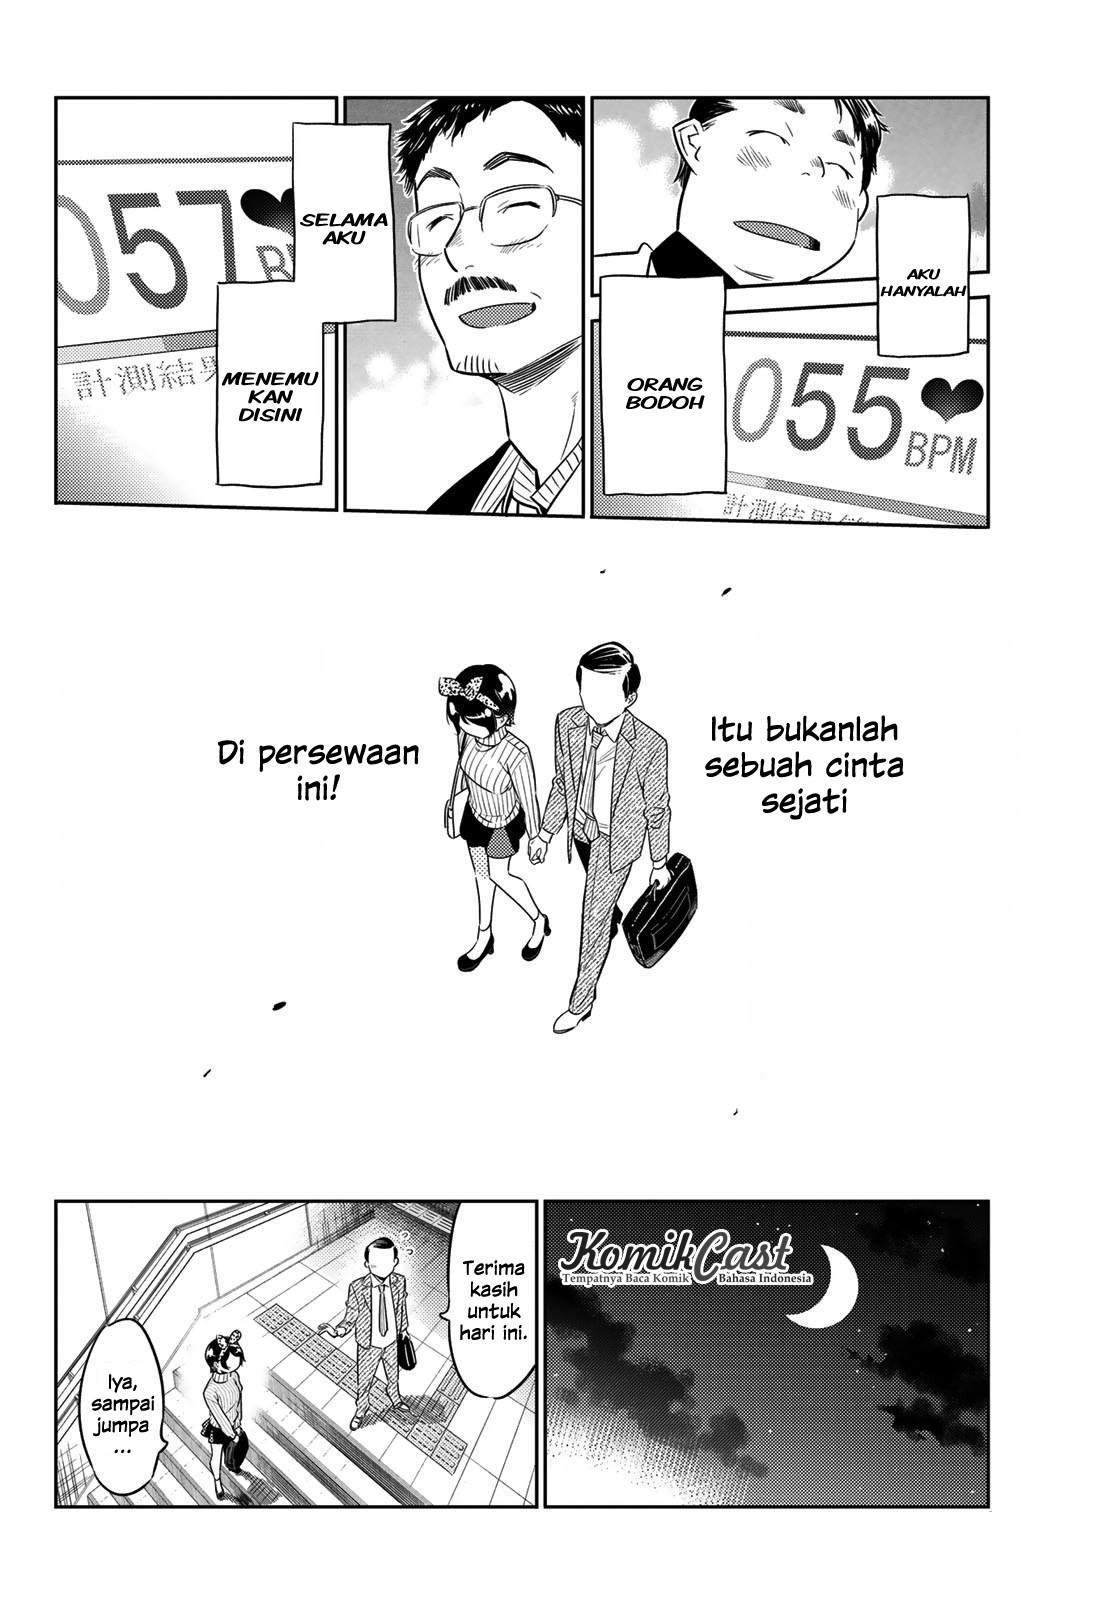 AKU
HANYALAH
055
BPM
計測結果
ORANG
BODOH
SELAMA
AKU
057
計測結果
MENEMU
KAN
DISINI
Itu bukanlah
sebuah cinta
sejati
Di persewaan
ini!
KomikCast
Tempatnya Baca Komik Bahasa Indonesia
Terima
kasih
untuk
hari ini.
Iya,
sampai
jumpa
...